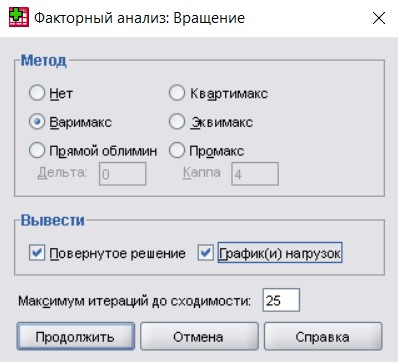 Факторный анализ: Вращение
Метод
Нет Квартимакс
Варимакс Эквимакс
Прямой облимин Промакс
Дельта: 0 Каппа 4
Вывести
Повернутое решение График(и) нагрузок
Максимум итераций до сходимости: 25
Продолжить Отмена Справка